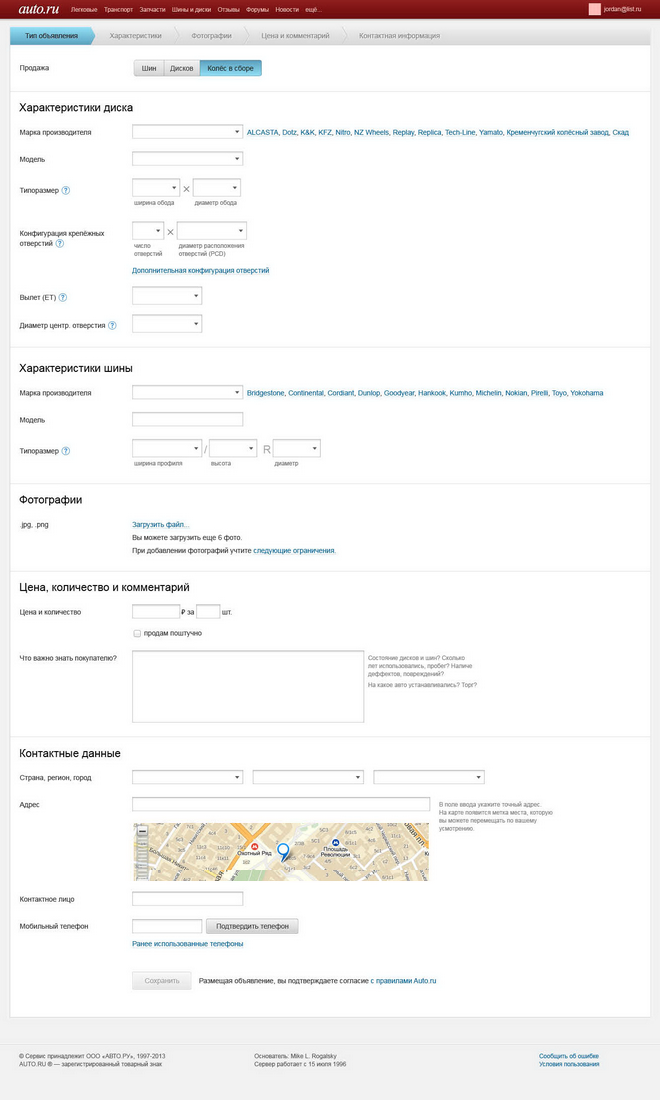 auto.ru Легковые Транспорт Запчасти Шины и диски Отзывы Форумы Новости ещё... jordan@list.ru
Тип объявления Характеристики Фотографии Цена и комментарий Контактная информация
Продажа Шин Дисков Колёс в сборе
Характеристики диска
Марка производителя ALCASTA, Dotz, K&K, KFZ, Nitro, NZ Wheels, Replay, Replica, Tech-Line, Yamato, Кременчугский колёсный завод, Скад
Модель
Типоразмер ? ×
ширина обода диаметр обода
Конфигурация крепёжных
отверстий ? ×
число диаметр расположения
отверстий отверстий (PCD)
Дополнительная конфигурация отверстий
Вылет (ET) ?
Диаметр центр. отверстия ?
Характеристики шины
Марка производителя Bridgestone, Continental, Cordiant, Dunlop, Goodyear, Hankook, Kumho, Michelin, Nokian, Pirelli, Toyo, Yokohama
Модель
Типоразмер ? / R
ширина профиля высота диаметр
Фотографии
.jpg, .png Загрузить файл...
Вы можете загрузить еще 6 фото.
При добавлении фотографий учтите следующие ограничения.
Цена, количество и комментарий
Цена и количество ₽ за шт.
продам поштучно
Что важно знать покупателю? Состояние дисков и шин? Сколько
лет использовались, пробег? Наличе
деффектов, повреждений?
На какое авто устанавливались? Торг?
Контактные данные
Страна, регион, город
Адрес В поле ввода укажите точный адрес.
На карте появится метка места, которую
вы можете перемещать по вашему
усмотрению.
Охотный Ряд
Площадь
Революции
Контактное лицо
Мобильный телефон Подтвердить телефон
Ранее использованные телефоны
Сохранить Размещая объявление, вы подтверждаете согласие с правилами Auto.ru
© Сервис принадлежит ООО «АВТО.РУ», 1997-2013 Основатель: Mike L. Rogalsky Сообщить об ошибке
AUTO.RU ® — зарегистрированный товарный знак Сервер работает с 15 июля 1996 Условия пользования